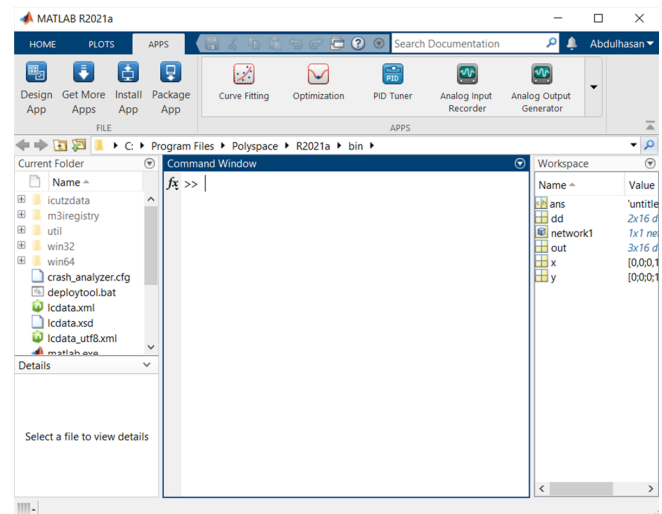 MATLAB R2021a
HOME PLOTS APPS Search Documentation Abdulhasan
Design App
Get More Apps
Install App
Package App
Curve Fitting
Optimization
PID
PID Tuner
Analog Input Recorder
Analog Output Generator
FILE
APPS
C: Program Files Polyspace R2021a bin
Current Folder
Name
icutzdata
m3iregistry
util
win32
win64
crash_analyzer.cfg
deploytool.bat
lcdata.xml
lcdata.xsd
lcdata_utf8.xml
matlab.exe
Details
Select a file to view details
Command Window
fx >>
Workspace
Name Value
ans 'untitle
dd 2x16 d
network1 1x1 ne
out 3x16 d
x [0,0;0,1
y [0;0;0;1